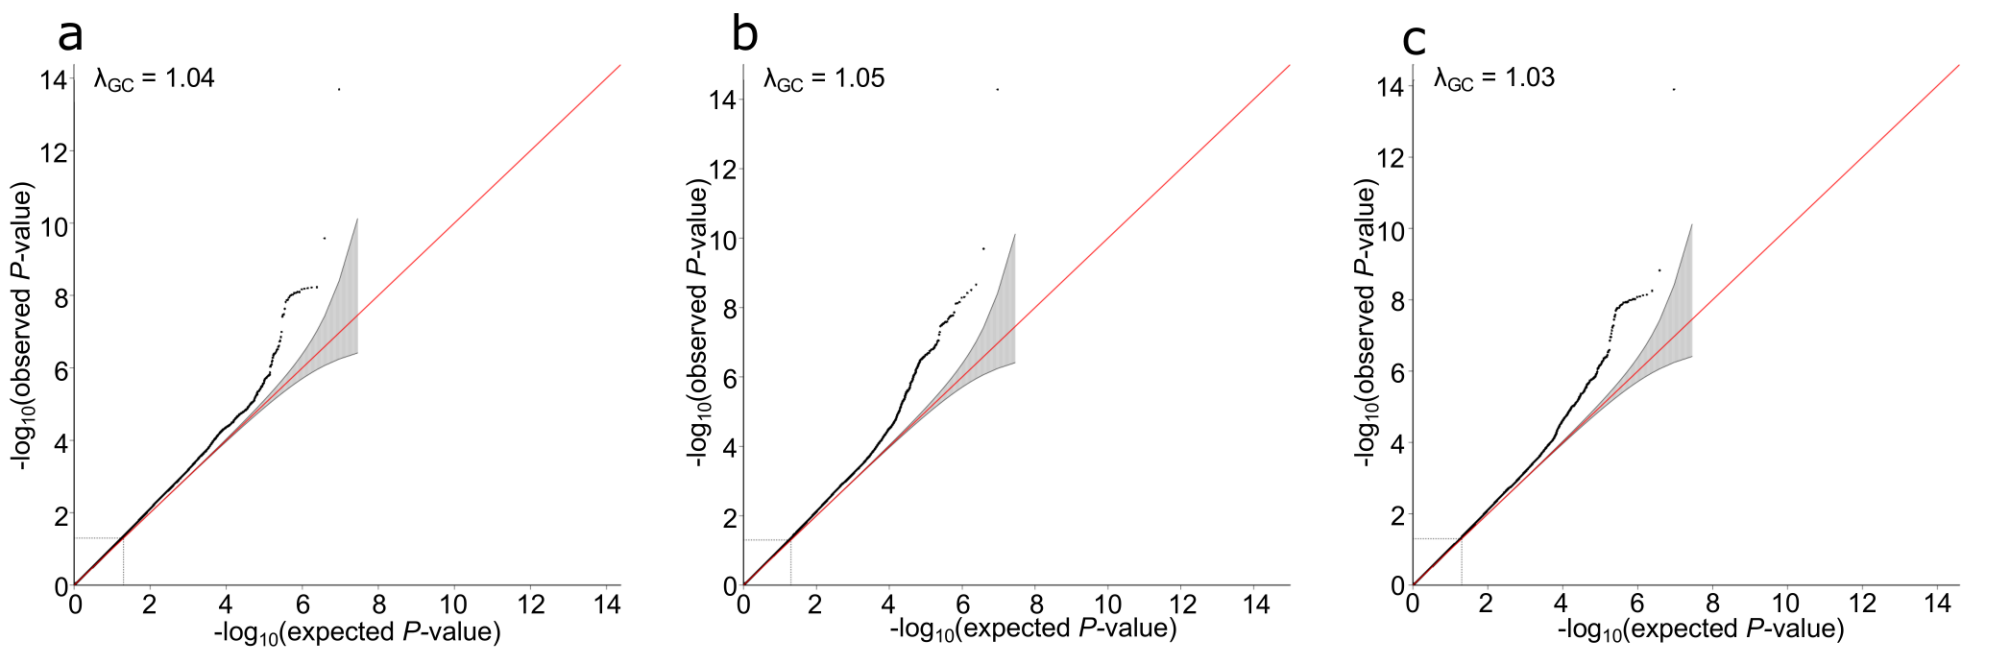 a
λGC = 1.04
14
12
10
8
6
4
2
0
-log10(observed P-value)
0 2 4 6 8 10 12 14
-log10(expected P-value)
b
λGC = 1.05
14
12
10
8
6
4
2
0
-log10(observed P-value)
0 2 4 6 8 10 12 14
-log10(expected P-value)
c
λGC = 1.03
14
12
10
8
6
4
2
0
-log10(observed P-value)
0 2 4 6 8 10 12 14
-log10(expected P-value)